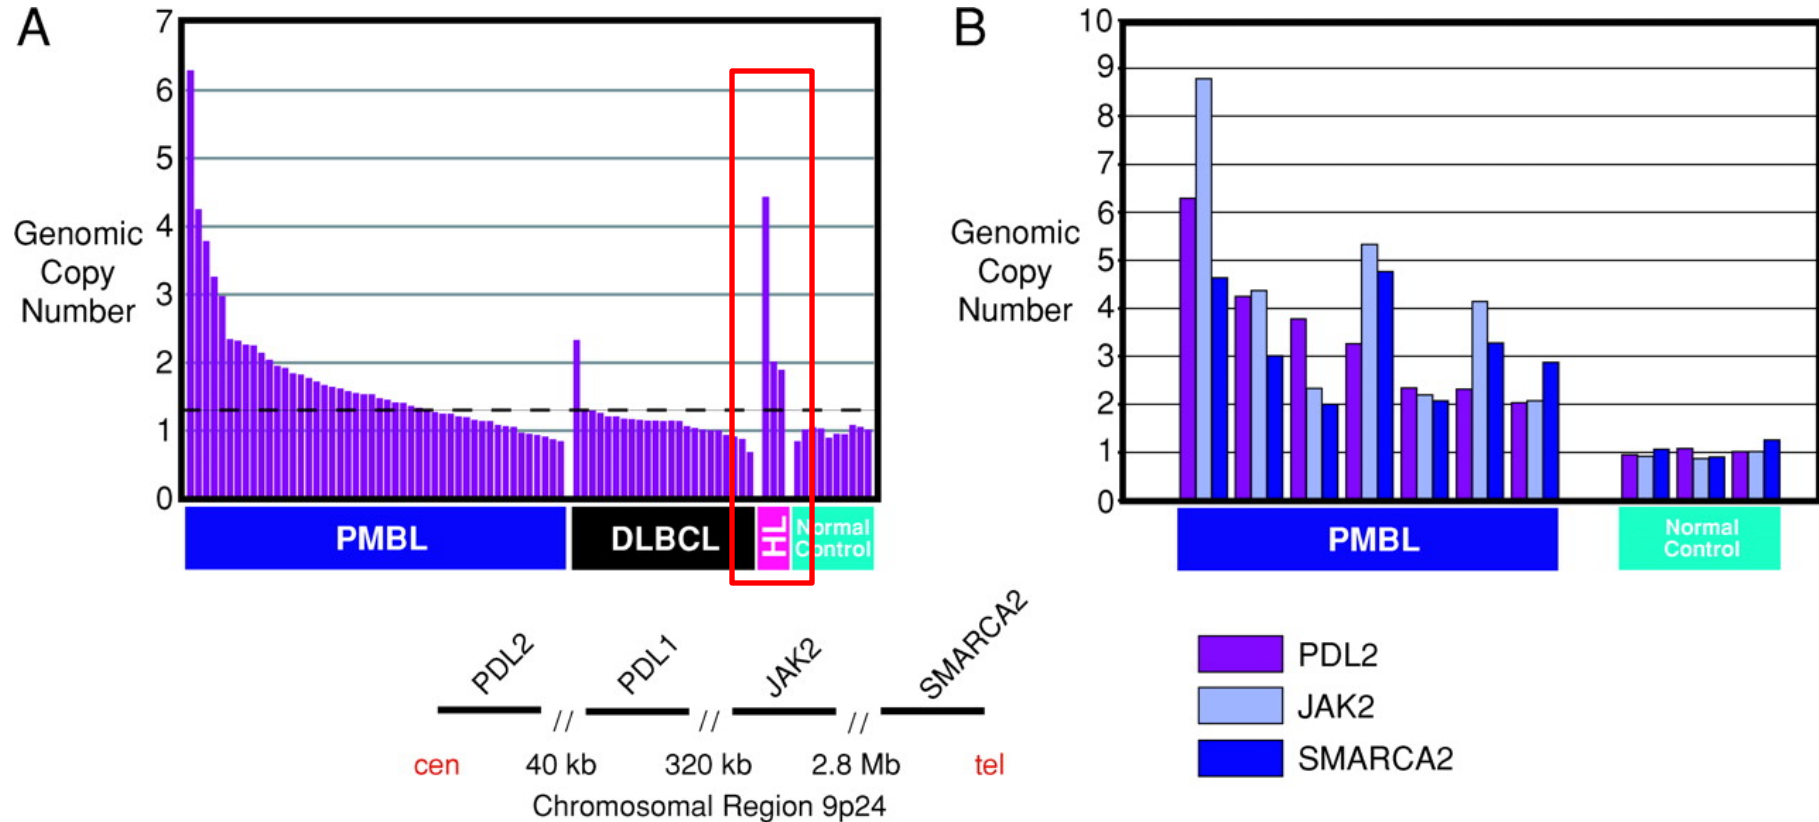 A
7
6
5
4
3
2
1
0
Genomic
Copy
Number
PMBL
DLBCL
HL
Normal
Control
B
10
9
8
7
6
5
4
3
2
1
0
Genomic
Copy
Number
PMBL
Normal
Control
PDL2
PDL1
JAK2
SMARCA2
// // //
cen 40 kb 320 kb 2.8 Mb tel
Chromosomal Region 9p24
PDL2
JAK2
SMARCA2